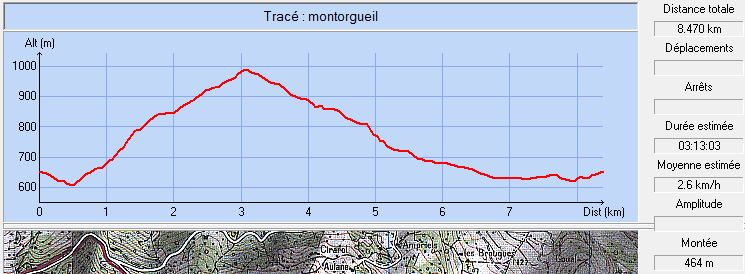 Tracé : montorgueil
Alt (m)
1000
900
800
700
600
0 1 2 3 4 5 6 7 Dist (km)
Distance totale
8.470 km
Déplacements
Arrêts
Durée estimée
03:13:03
Moyenne estimée
2.6 km/h
Amplitude
Montée
464 m
Aulane